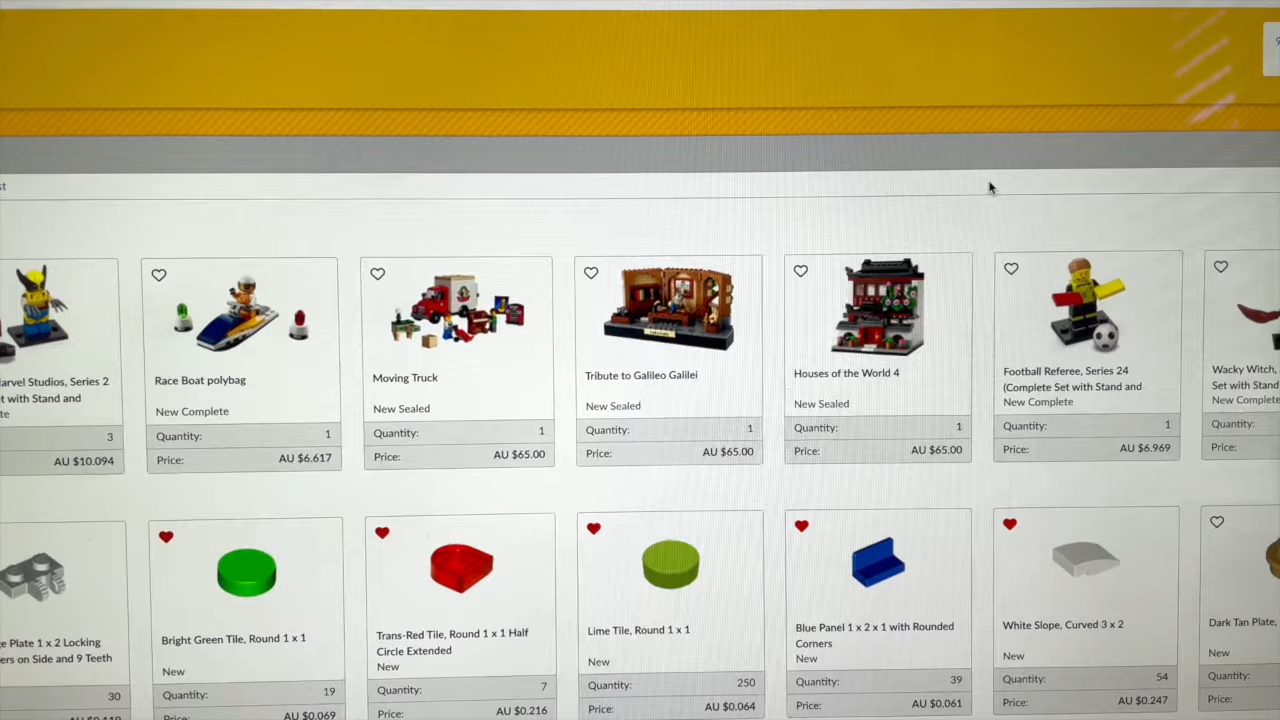 st
arvel Studios, Series 2
t with Stand and
te
3
AU $10.094
Race Boat polybag
New Complete
Quantity: 1
Price: AU $6.617
Moving Truck
New Sealed
Quantity: 1
Price: AU $65.00
Tribute to Galileo Galilei
New Sealed
Quantity: 1
Price: AU $65.00
Houses of the World 4
New Sealed
Quantity: 1
Price: AU $65.00
Football Referee, Series 24
(Complete Set with Stand and
New Complete
Quantity: 1
Price: AU $6.969
Wacky Witch,
Set with Stand
New Complete
Quantity:
Price:
e Plate 1 x 2 Locking
ers on Side and 9 Teeth
30
Bright Green Tile, Round 1 x 1
New
Quantity: 19
Price: AU $0.069
Trans-Red Tile, Round 1 x 1 Half
Circle Extended
New
Quantity: 7
Price: AU $0.216
Lime Tile, Round 1 x 1
New
Quantity: 250
Price: AU $0.064
Blue Panel 1 x 2 x 1 with Rounded
Corners
New
Quantity: 39
Price: AU $0.061
White Slope, Curved 3 x 2
New
Quantity: 54
Price: AU $0.247
Dark Tan Plate,
New
Quantity:
Price: